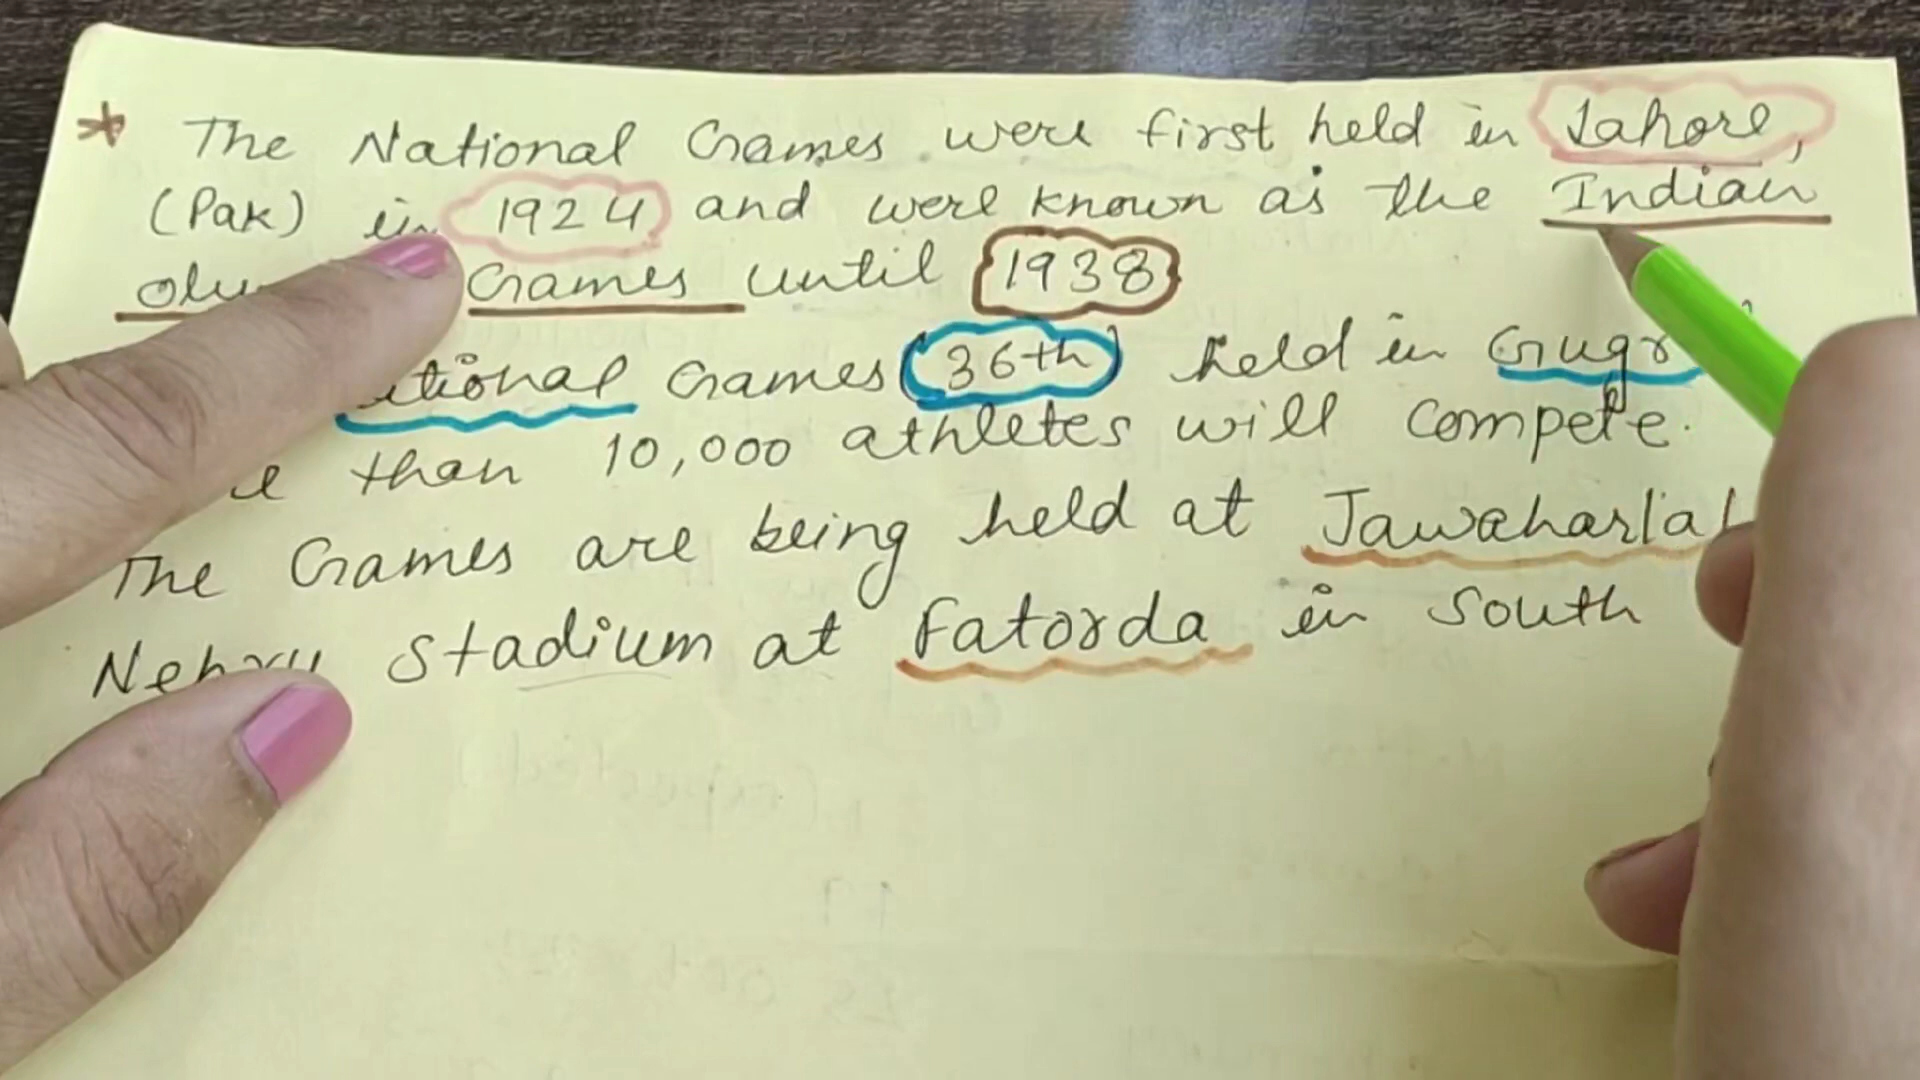 * The National Games were first held in Lahore,
(Pak) in 1924 and were known as the Indian
Games until 1938
Games (36th) held in
than 10,000 athletes will compete.
The Games are being held at Jawaharlal
Nehru Stadium at Fatorda in South